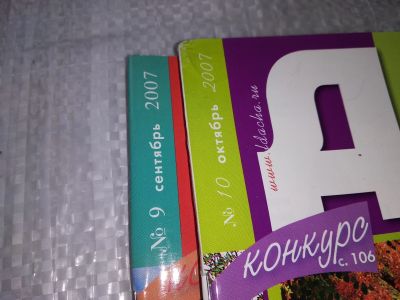 № 9 сентябрь 2007
№ 10 октябрь 2007
Д
конкурс
с. 106